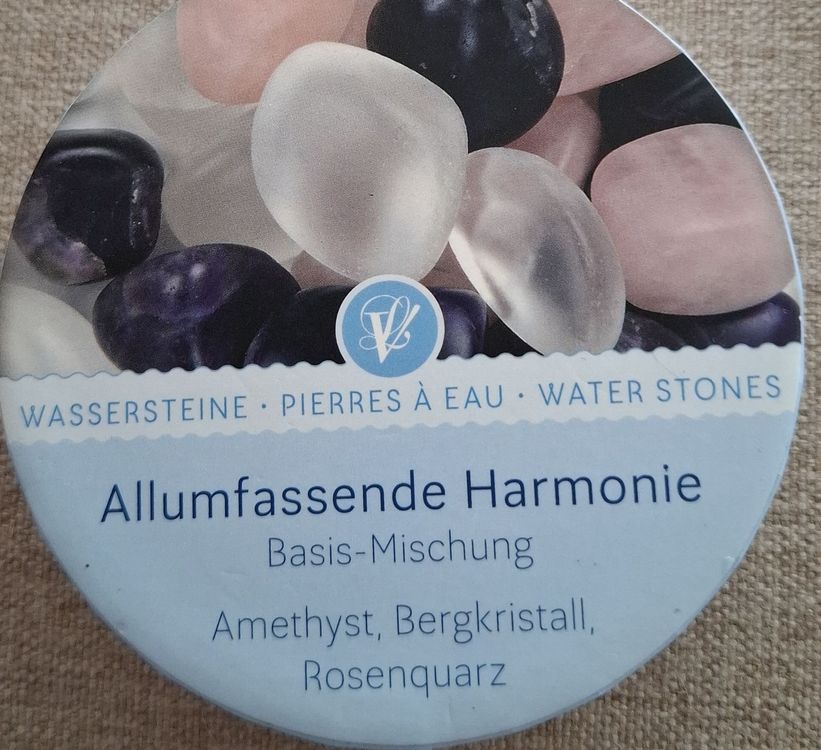 WASSERSTEINE · PIERRES À EAU · WATER STONES
Allumfassende Harmonie
Basis-Mischung
Amethyst, Bergkristall,
Rosenquarz